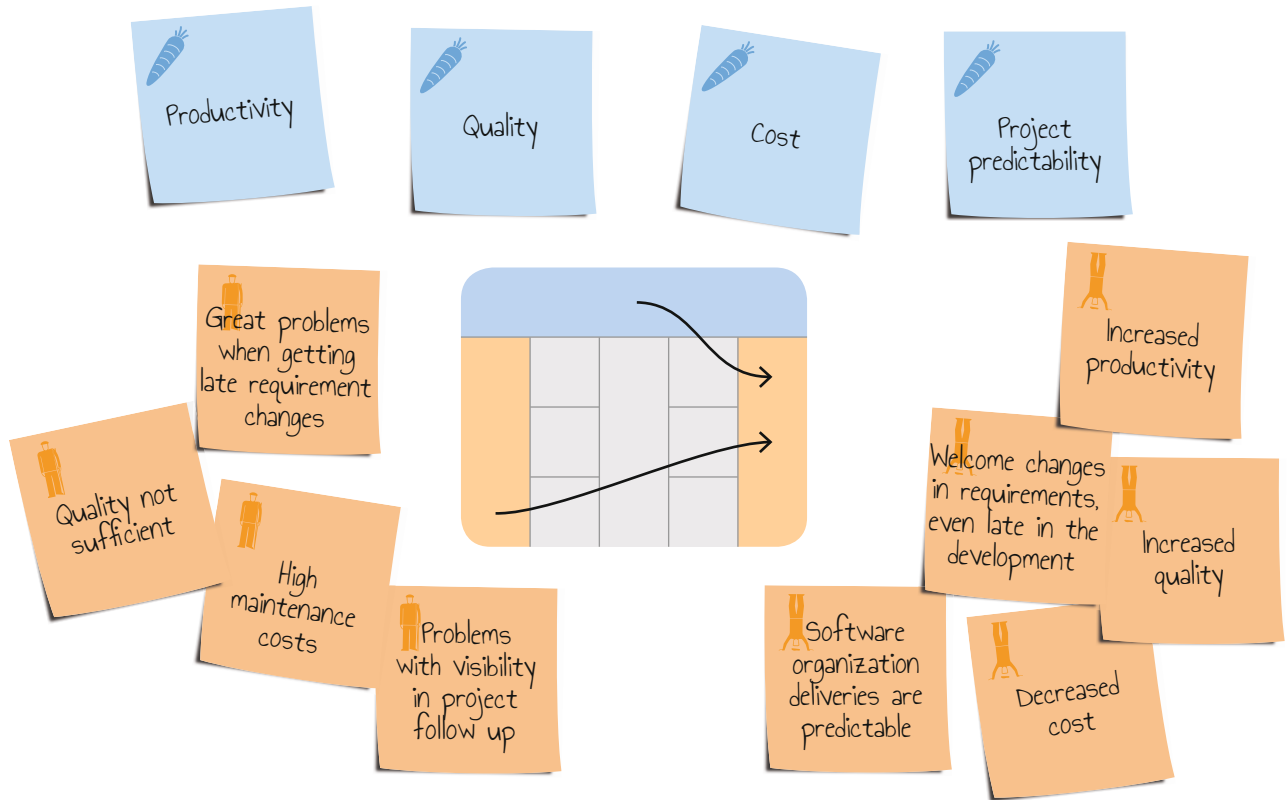 Productivity
Quality
Cost
Project
predictability
Great problems
when getting
late requirement
changes
Quality not
sufficient
High
maintenance
costs
Problems
with visibility
in project
follow up
Increased
productivity
Welcome changes
in requirements,
even late in the
development
Increased
quality
Software
organization
deliveries are
predictable
Decreased
cost